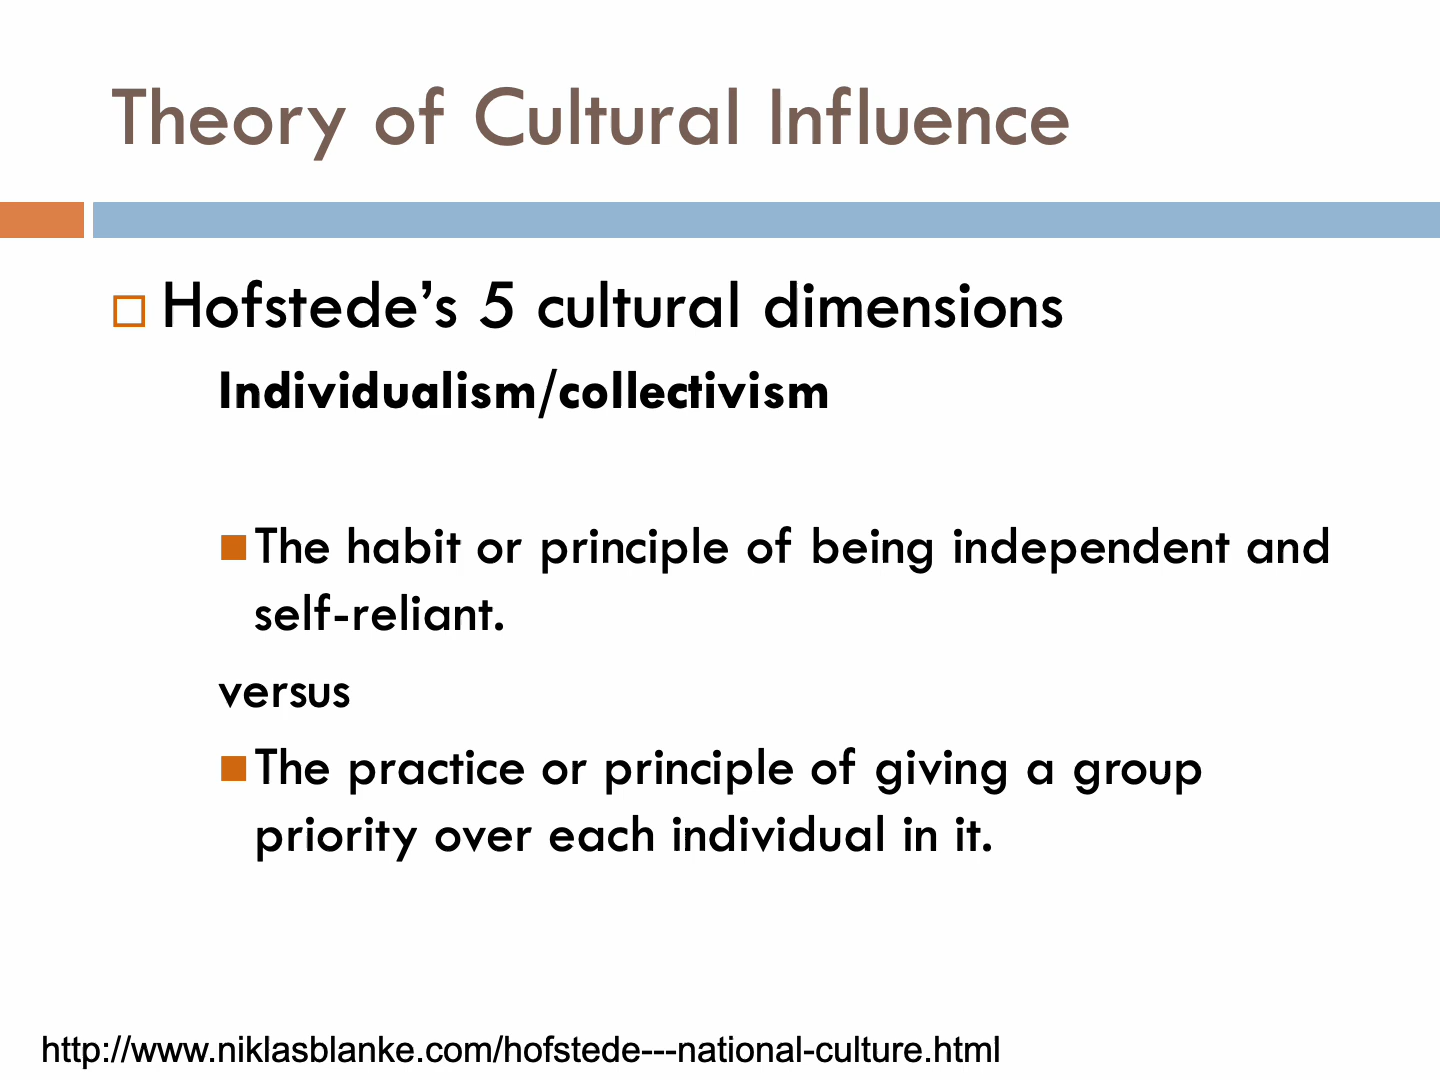 Theory of Cultural Influence
Hofstede’s 5 cultural dimensions
Individualism/collectivism
The habit or principle of being independent and
self-reliant.
versus
The practice or principle of giving a group
priority over each individual in it.
http://www.niklasblanke.com/hofstede---national-culture.html